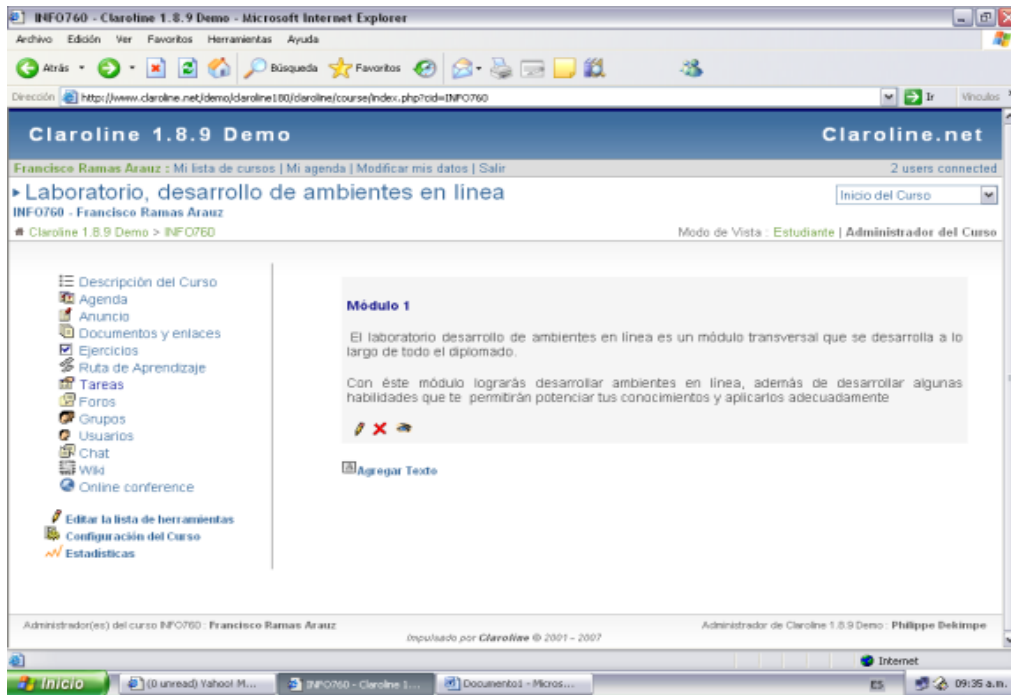 INFO760 - Claroline 1.8.9 Demo - Microsoft Internet Explorer
Archivo Edición Ver Favoritos Herramientas Ayuda
Atrás Búsqueda Favoritos
Dirección http://www.claroline.net/demo/claroline180/claroline/course/index.php?cid=INFO760 Ir Vínculos
Claroline 1.8.9 Demo Claroline.net
Francisco Ramas Arauz : Mi lista de cursos | Mi agenda | Modificar mis datos | Salir 2 users connected
Laboratorio, desarrollo de ambientes en linea Inicio del Curso
INFO760 - Francisco Ramas Arauz
Claroline 1.8.9 Demo > INFO760 Modo de Vista : Estudiante | Administrador del Curso
Descripción del Curso
Agenda
Anuncio
Documentos y enlaces
Ejercicios
Ruta de Aprendizaje
Tareas
Foros
Grupos
Usuarios
Chat
Wiki
Online conference
Editar la lista de herramientas
Configuración del Curso
Estadísticas
Módulo 1
El laboratorio desarrollo de ambientes en línea es un módulo transversal que se desarrolla a lo
largo de todo el diplomado.
Con éste módulo lograrás desarrollar ambientes en línea, además de desarrollar algunas
habilidades que te permitirán potenciar tus conocimientos y aplicarlos adecuadamente
Agregar Texto
Administrador(es) del curso INFO760 : Francisco Ramas Arauz Administrador de Claroline 1.8.9 Demo : Philippe Dekimpe
Impulsado por Claroline © 2001 - 2007
Internet
Inicio (0 unread) Yahoo! M... INFO760 - Claroline 1... Documento1 - Micros... ES 09:35 a.m.